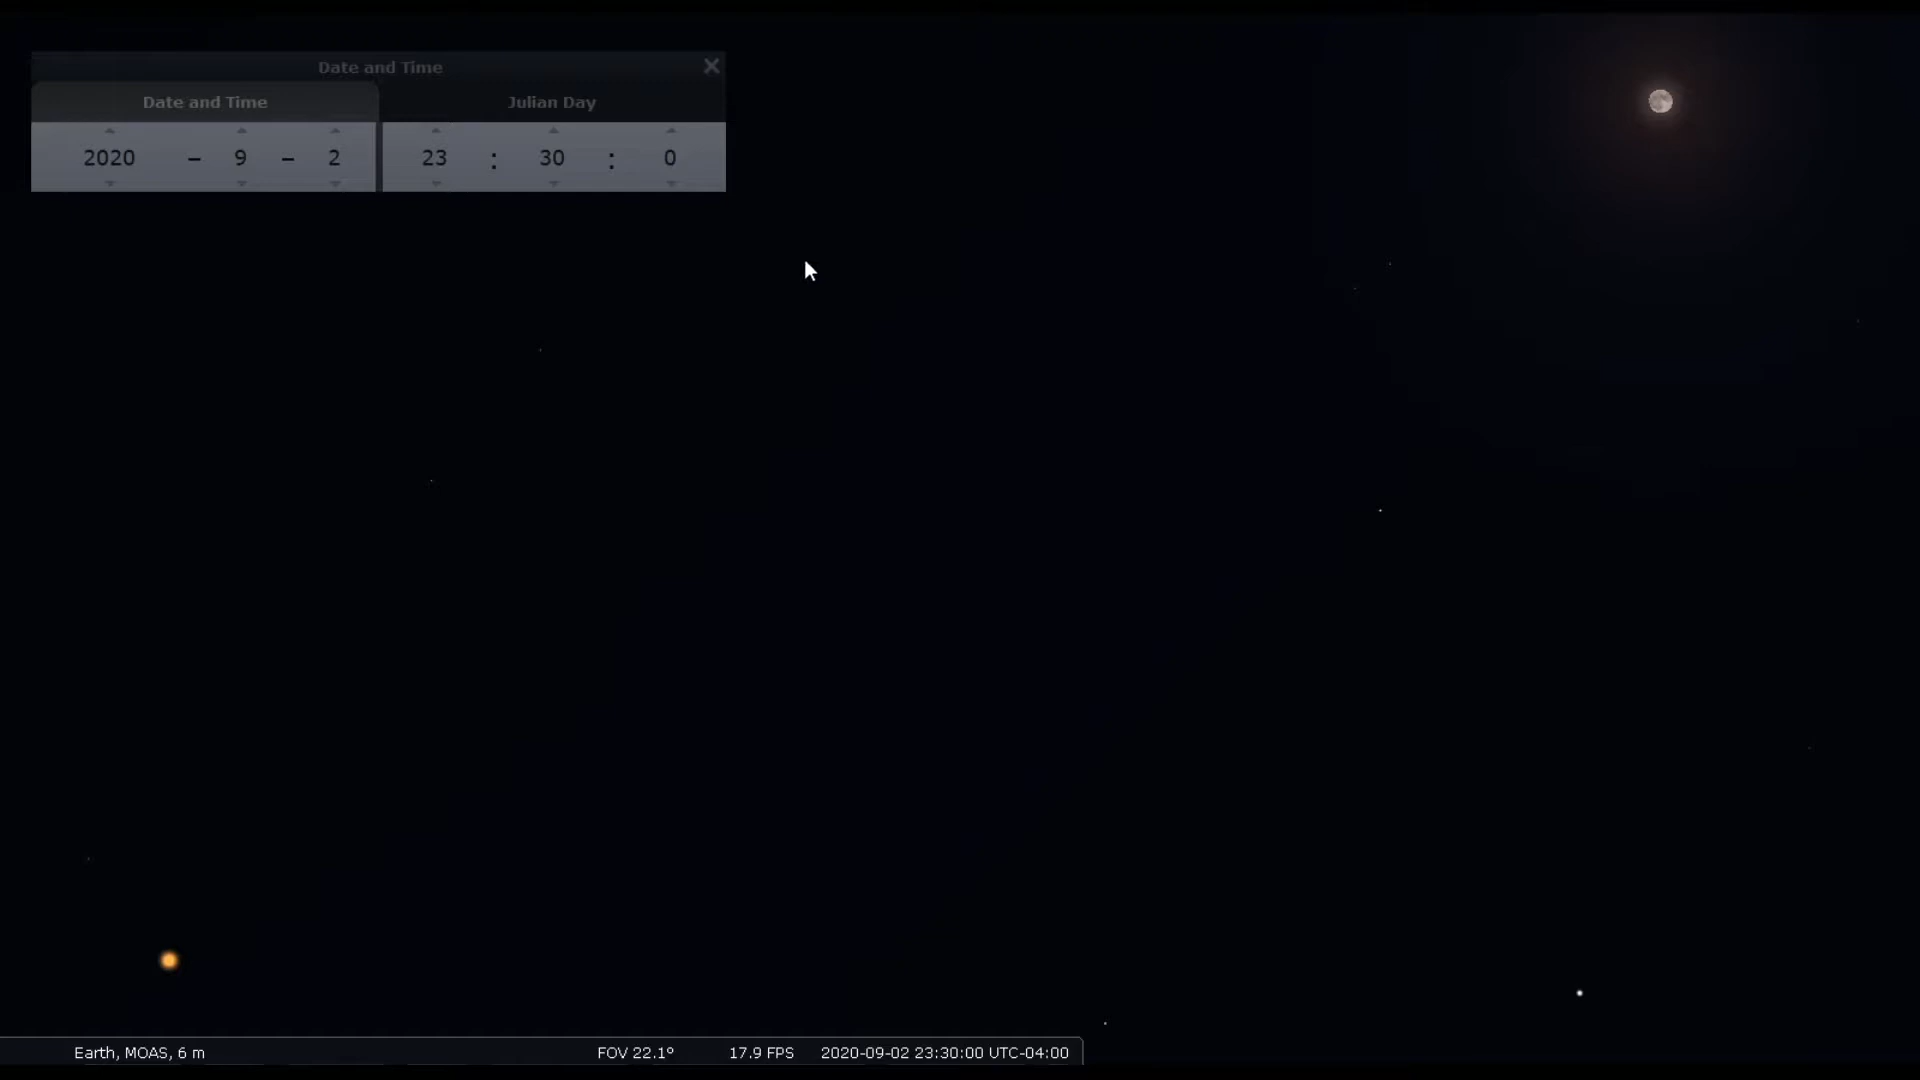 Date and Time
Date and Time Julian Day
2020 - 9 - 2 23 : 30 : 0
Earth, MOAS, 6 m FOV 22.1° 17.9 FPS 2020-09-02 23:30:00 UTC-04:00